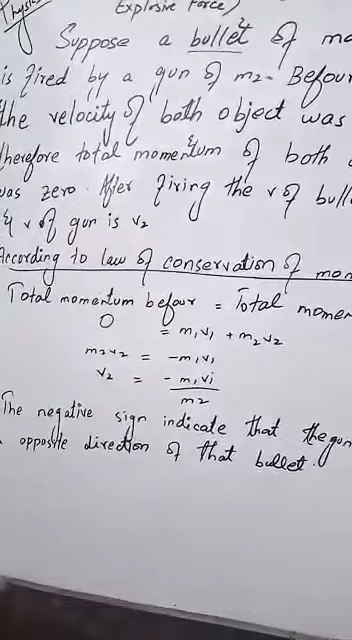 Physics
Explosive Force)
Suppose a bullet of
is fired by a gun of m2. Befour
the velocity of both object was
therefore total momentum of both
was zero. After firing the v of bull
& v of gun is v2
According to law of conservation of mom
Total momentum befour = Total momen
0 = m1v1 + m2v2
m2v2 = -m1v1
v2 = -m1vi
m2
The negative sign indicate that the gun
opposite direction of that bullet.